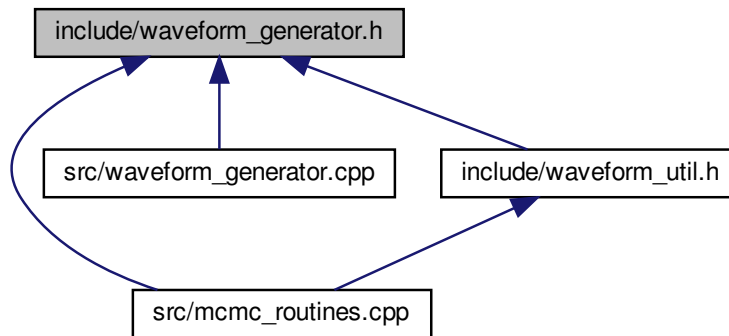 include/waveform_generator.h
src/waveform_generator.cpp
include/waveform_util.h
src/mcmc_routines.cpp